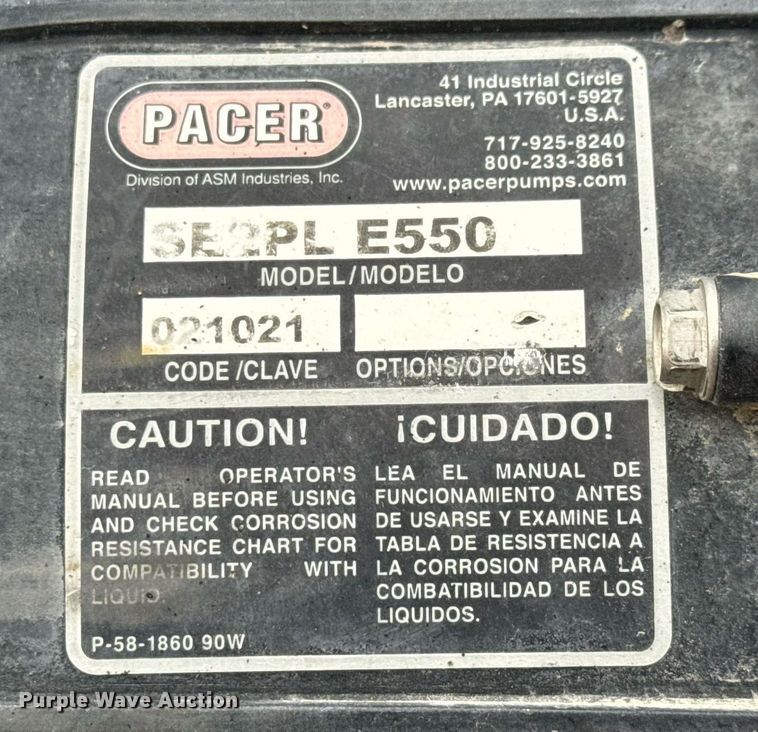 PACER®
Division of ASM Industries, Inc.
41 Industrial Circle
Lancaster, PA 17601-5927
U.S.A.
717-925-8240
800-233-3861
www.pacerpumps.com
SE2PL E550
MODEL/MODELO
021021
CODE/CLAVE
OPTIONS/OPCIONES
CAUTION!
READ OPERATOR'S
MANUAL BEFORE USING
AND CHECK CORROSION
RESISTANCE CHART FOR
COMPATIBILITY WITH
LIQUID.
¡CUIDADO!
LEA EL MANUAL DE
FUNCIONAMIENTO ANTES
DE USARSE Y EXAMINE LA
TABLA DE RESISTENCIA A
LA CORROSION PARA LA
COMBATIBILIDAD DE LOS
LIQUIDOS.
P-58-1860 90W
Purple Wave Auction